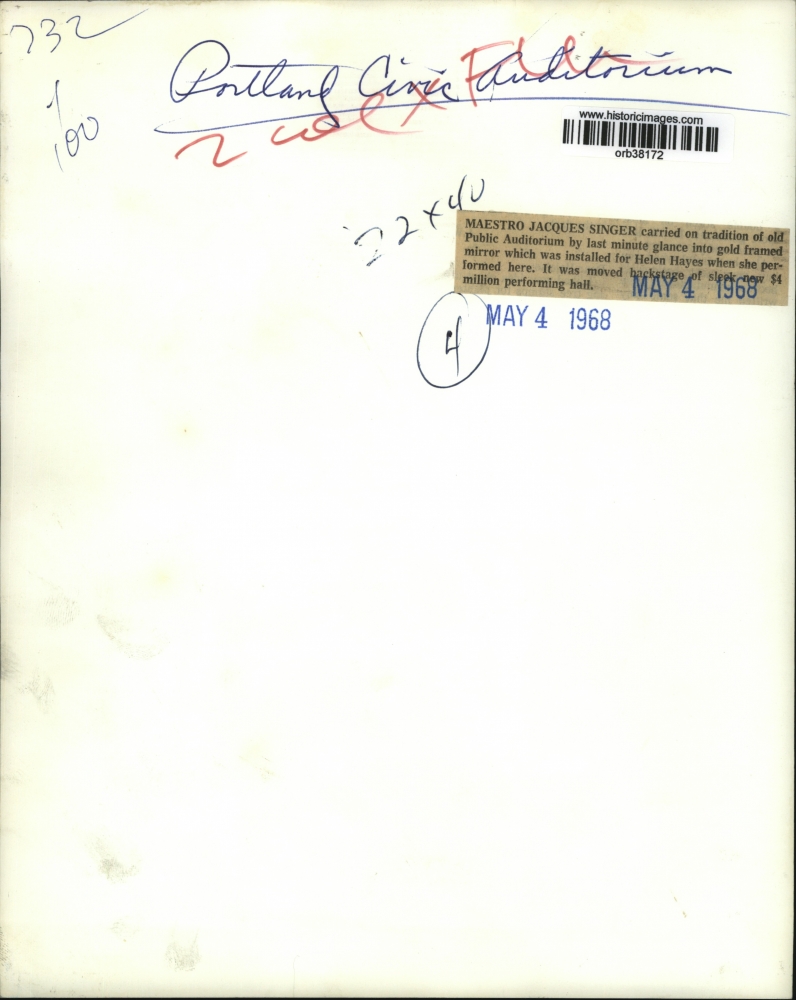 732
1
100
Portland Civic Auditorium
2 col x Full
www.historicimages.com
orb38172
22 x 40
MAESTRO JACQUES SINGER carried on tradition of old
Public Auditorium by last minute glance into gold framed
mirror which was installed for Helen Hayes when she per-
formed here. It was moved backstage of sleek new $4
million performing hall.
MAY 4 1968
MAY 4 1968
4